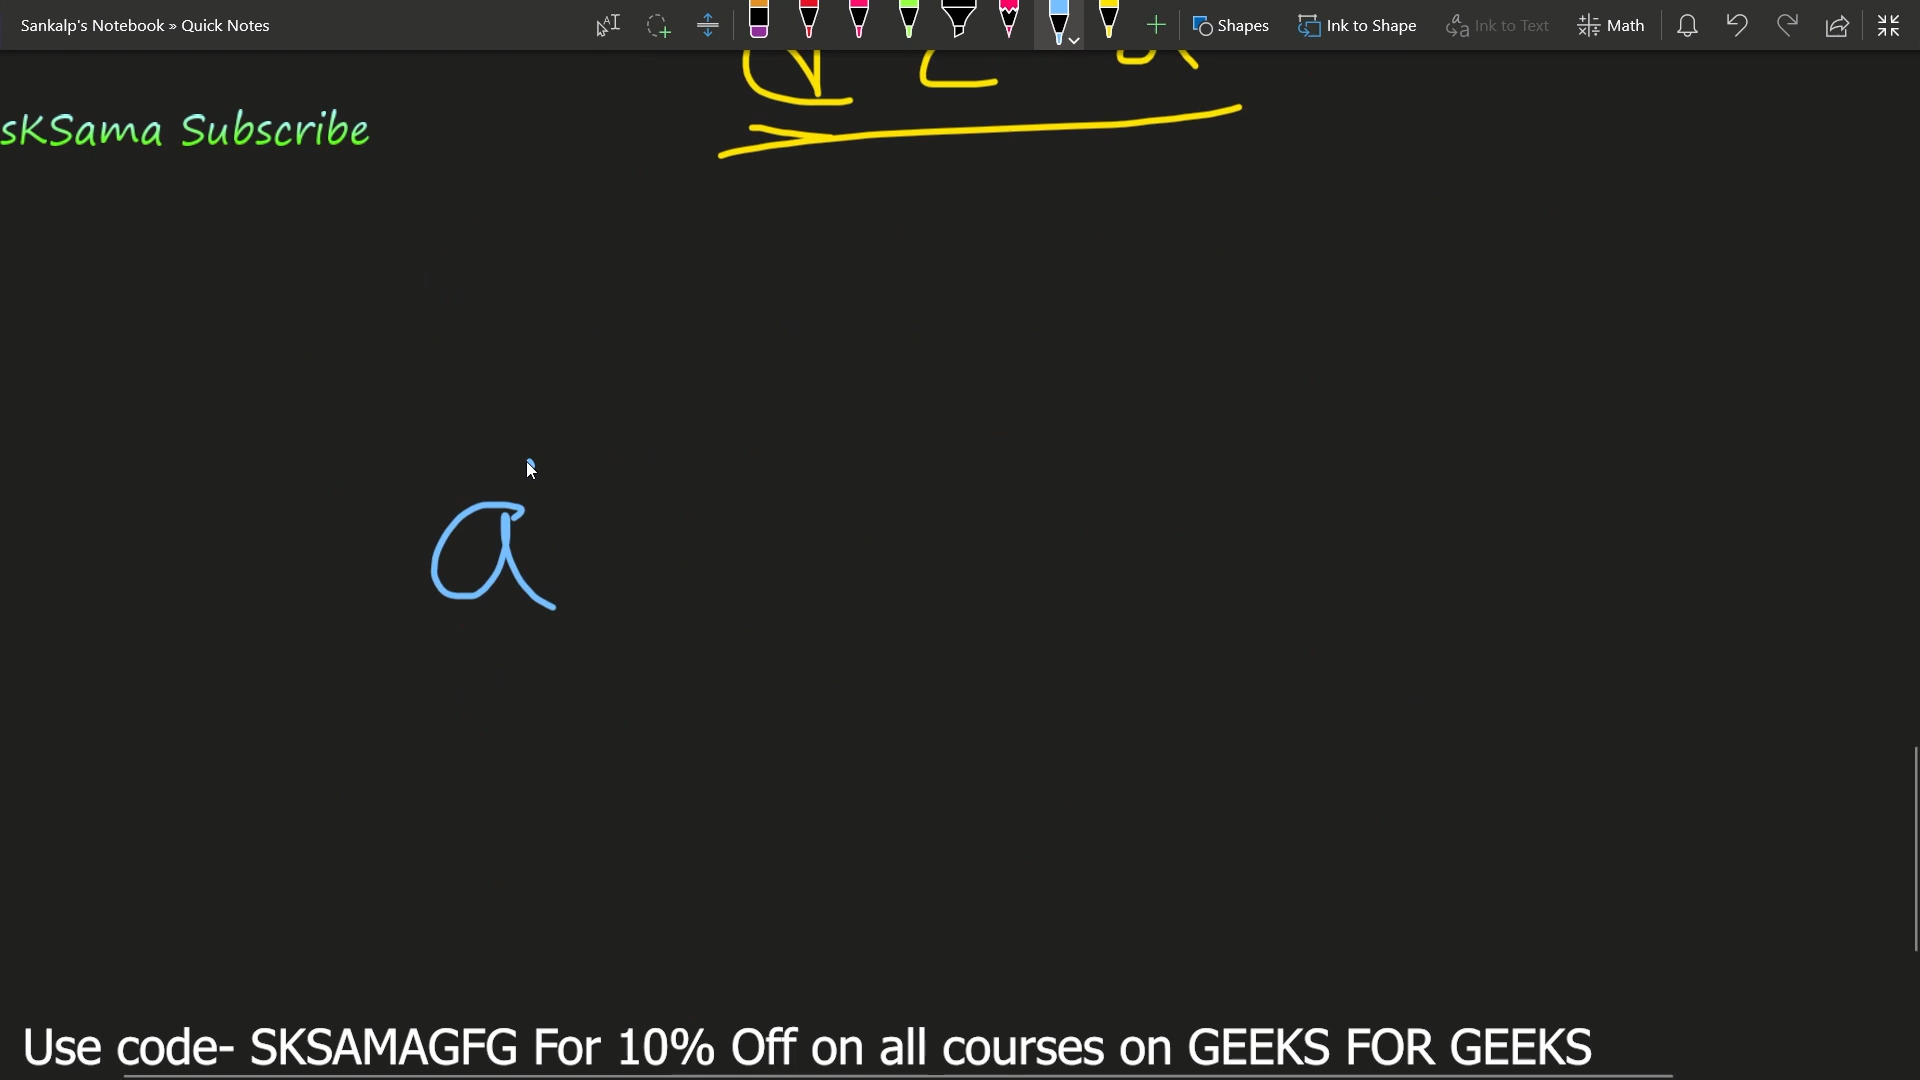 Sankalp's Notebook » Quick Notes
Shapes
Ink to Shape
Ink to Text
Math
sKSama Subscribe
a
Use code- SKSAMAGFG For 10% Off on all courses on GEEKS FOR GEEKS